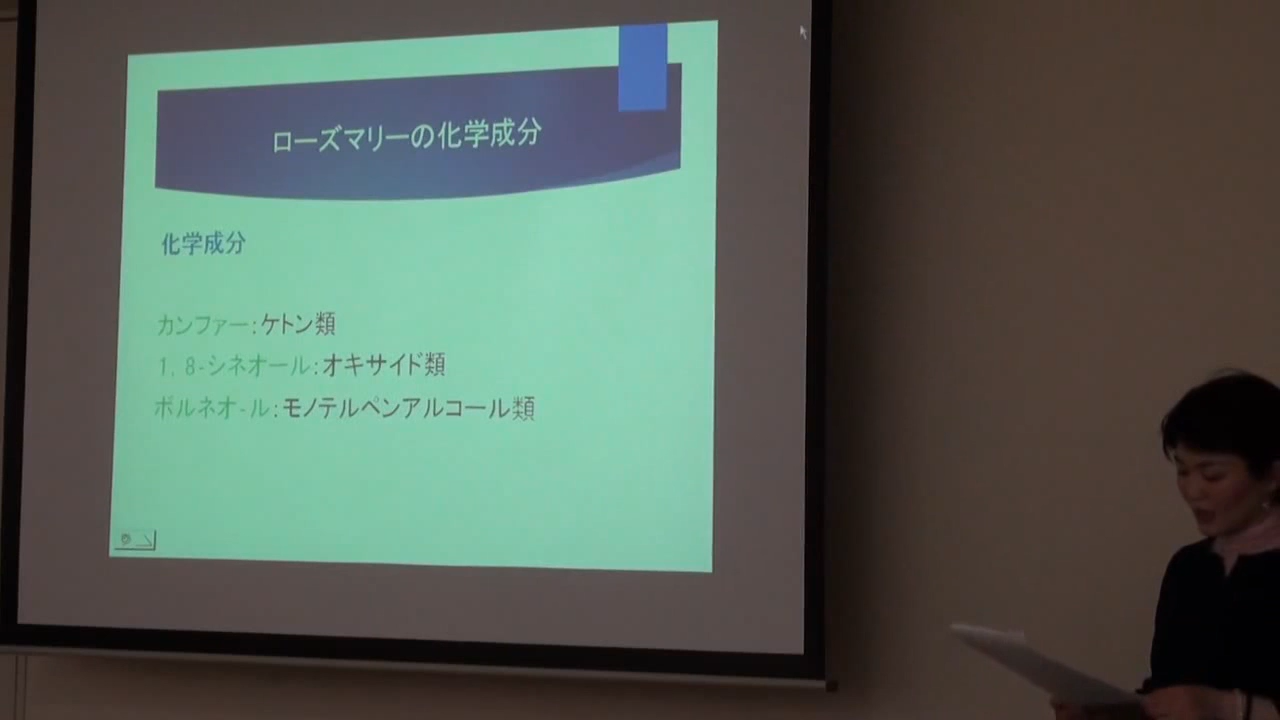 ローズマリーの化学成分
化学成分
カンファー：ケトン類
1，8-シネオール：オキサイド類
ボルネオ-ル：モノテルペンアルコール類